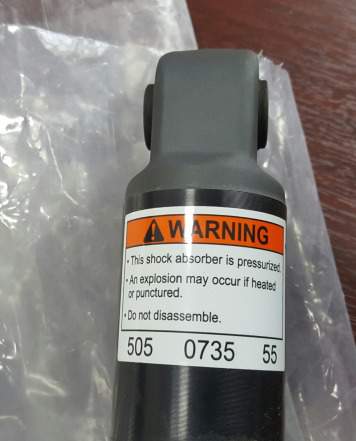 WARNING
• This shock absorber is pressurized.
• An explosion may occur if heated
or punctured.
• Do not disassemble.
505 0735 55